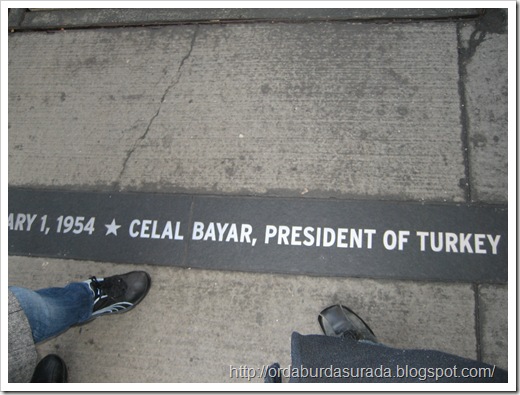 ARY 1, 1954 ★ CELAL BAYAR, PRESIDENT OF TURKEY
http://ordaburdasurada.blogspot.com/